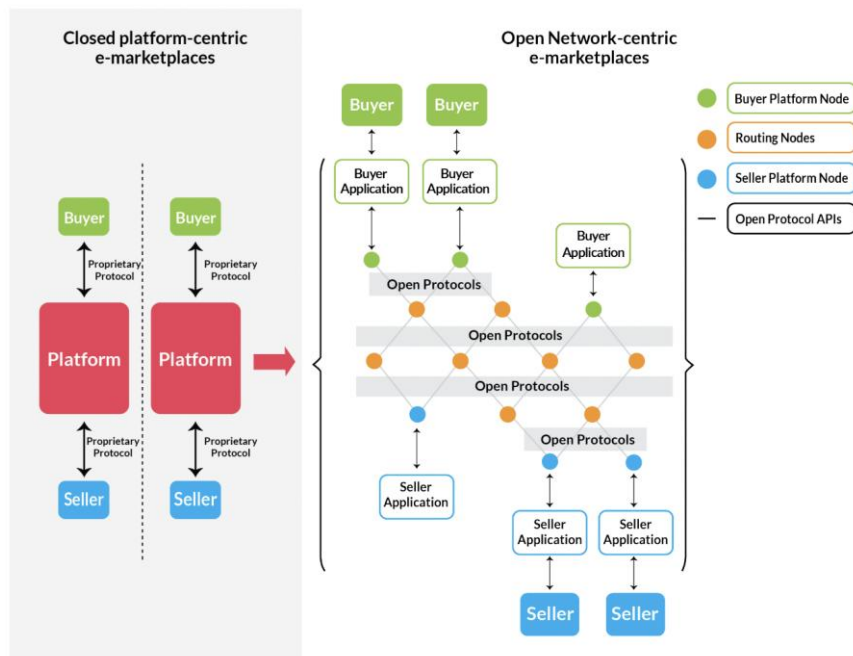 Closed platform-centric
e-marketplaces
Buyer
Buyer
Proprietary
Protocol
Proprietary
Protocol
Platform
Platform
Proprietary
Protocol
Proprietary
Protocol
Seller
Seller
Open Network-centric
e-marketplaces
Buyer
Buyer
Buyer
Application
Buyer
Application
Buyer
Application
Open Protocols
Open Protocols
Open Protocols
Open Protocols
Seller
Application
Seller
Application
Seller
Application
Seller
Seller
Buyer Platform Node
Routing Nodes
Seller Platform Node
Open Protocol APIs